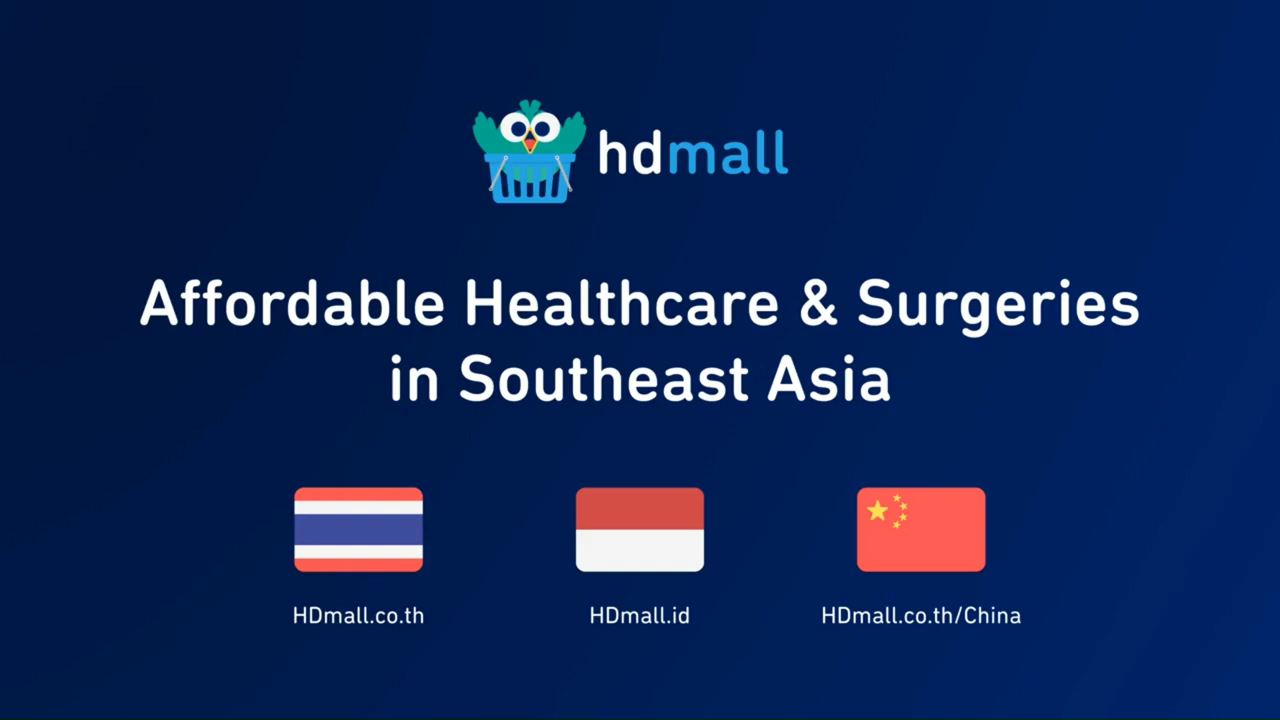 hdmall
Affordable Healthcare & Surgeries
in Southeast Asia
HDmall.co.th
HDmall.id
HDmall.co.th/China